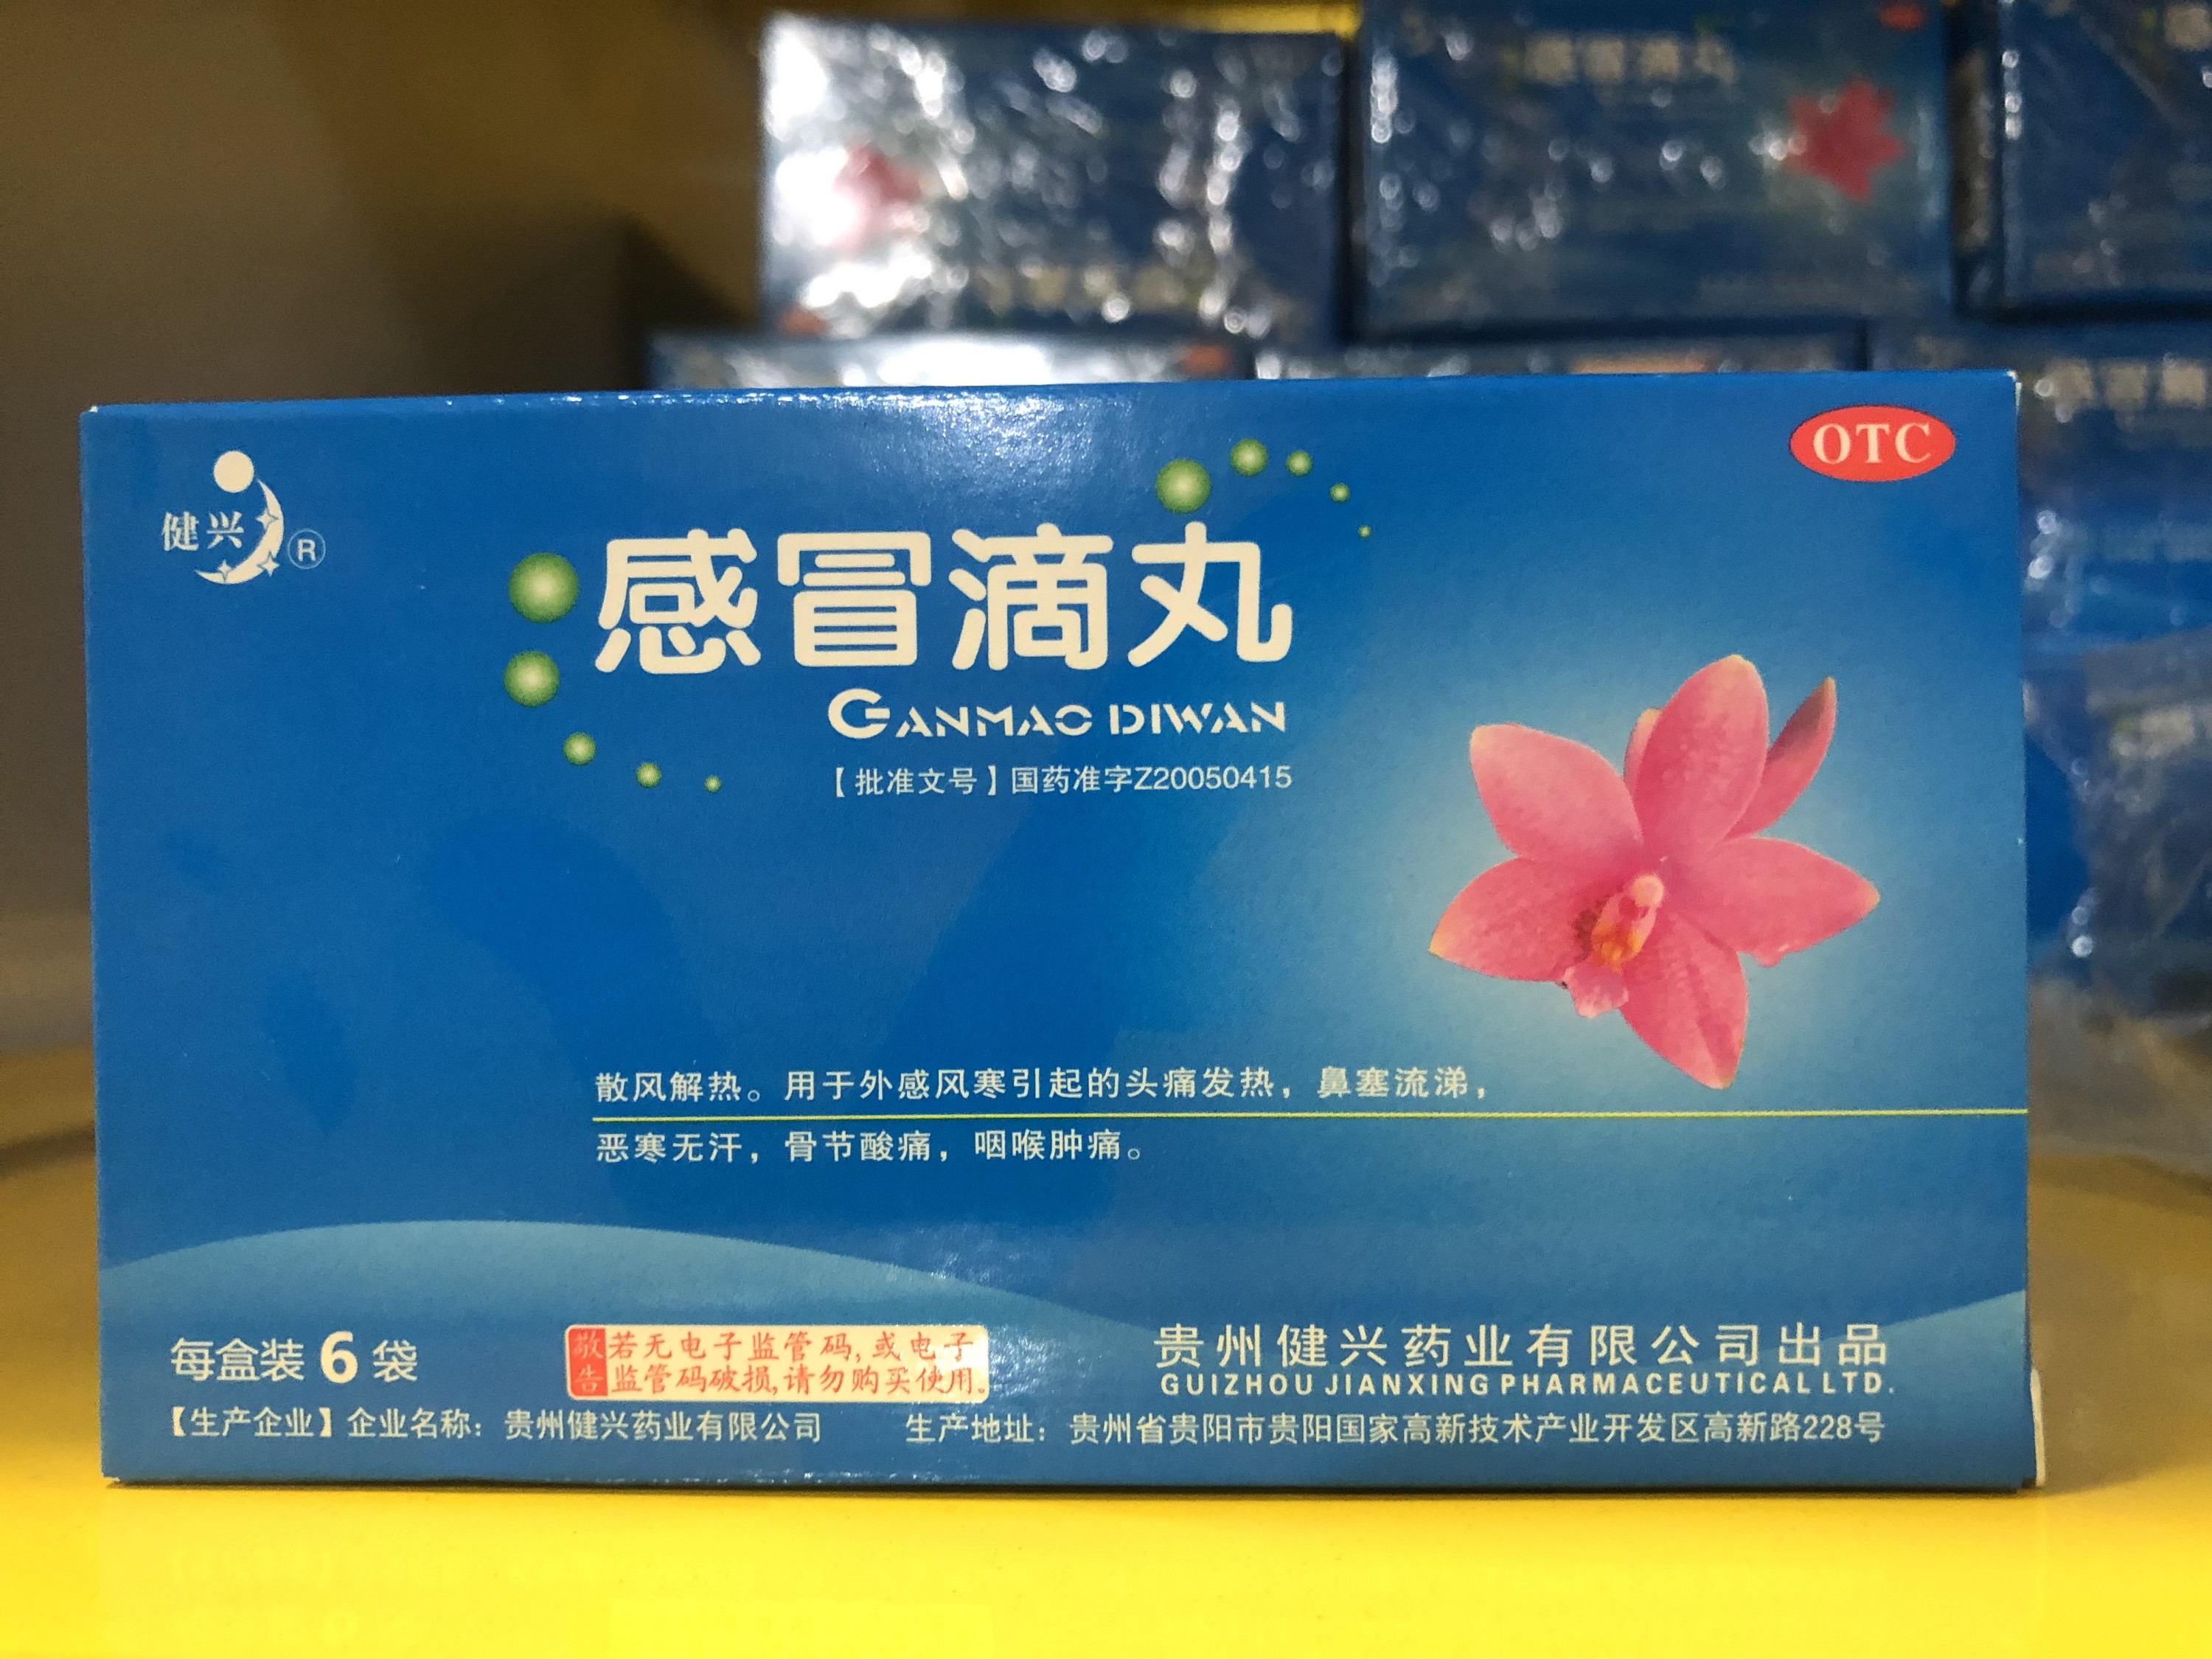 健兴®
OTC
感冒滴丸
GANMAO DIWAN
【批准文号】国药准字Z20050415
散风解热。用于外感风寒引起的头痛发热，鼻塞流涕，
恶寒无汗，骨节酸痛，咽喉肿痛。
每盒装6袋
敬告
若无电子监管码,或电子
监管码破损,请勿购买使用。
贵州健兴药业有限公司出品
GUIZHOU JIANXING PHARMACEUTICAL LTD.
【生产企业】企业名称：贵州健兴药业有限公司 生产地址：贵州省贵阳市贵阳国家高新技术产业开发区高新路228号
感冒滴丸